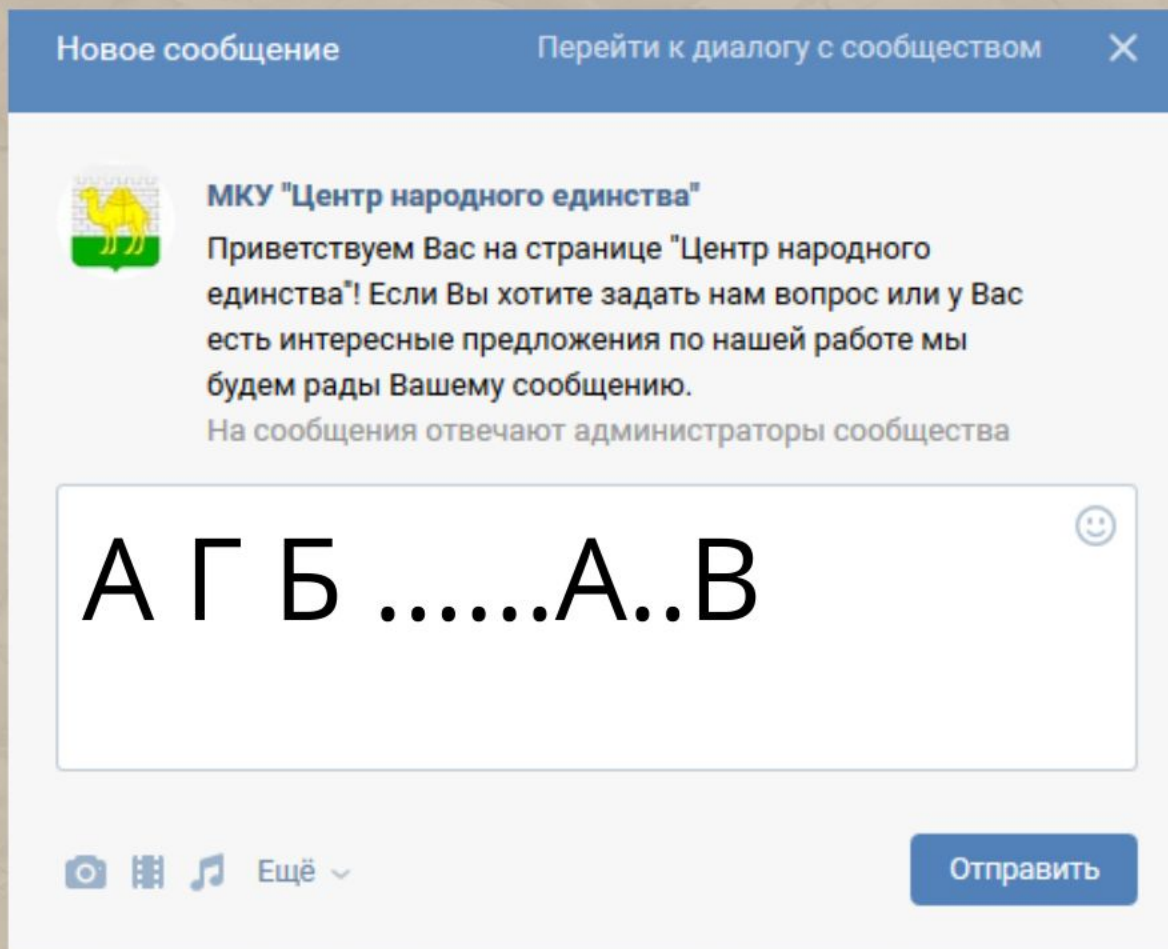 Новое сообщение Перейти к диалогу с сообществом
МКУ "Центр народного единства"
Приветствуем Вас на странице "Центр народного
единства"! Если Вы хотите задать нам вопрос или у Вас
есть интересные предложения по нашей работе мы
будем рады Вашему сообщению.
На сообщения отвечают администраторы сообщества
А Г Б ......А..В
Ещё
Отправить